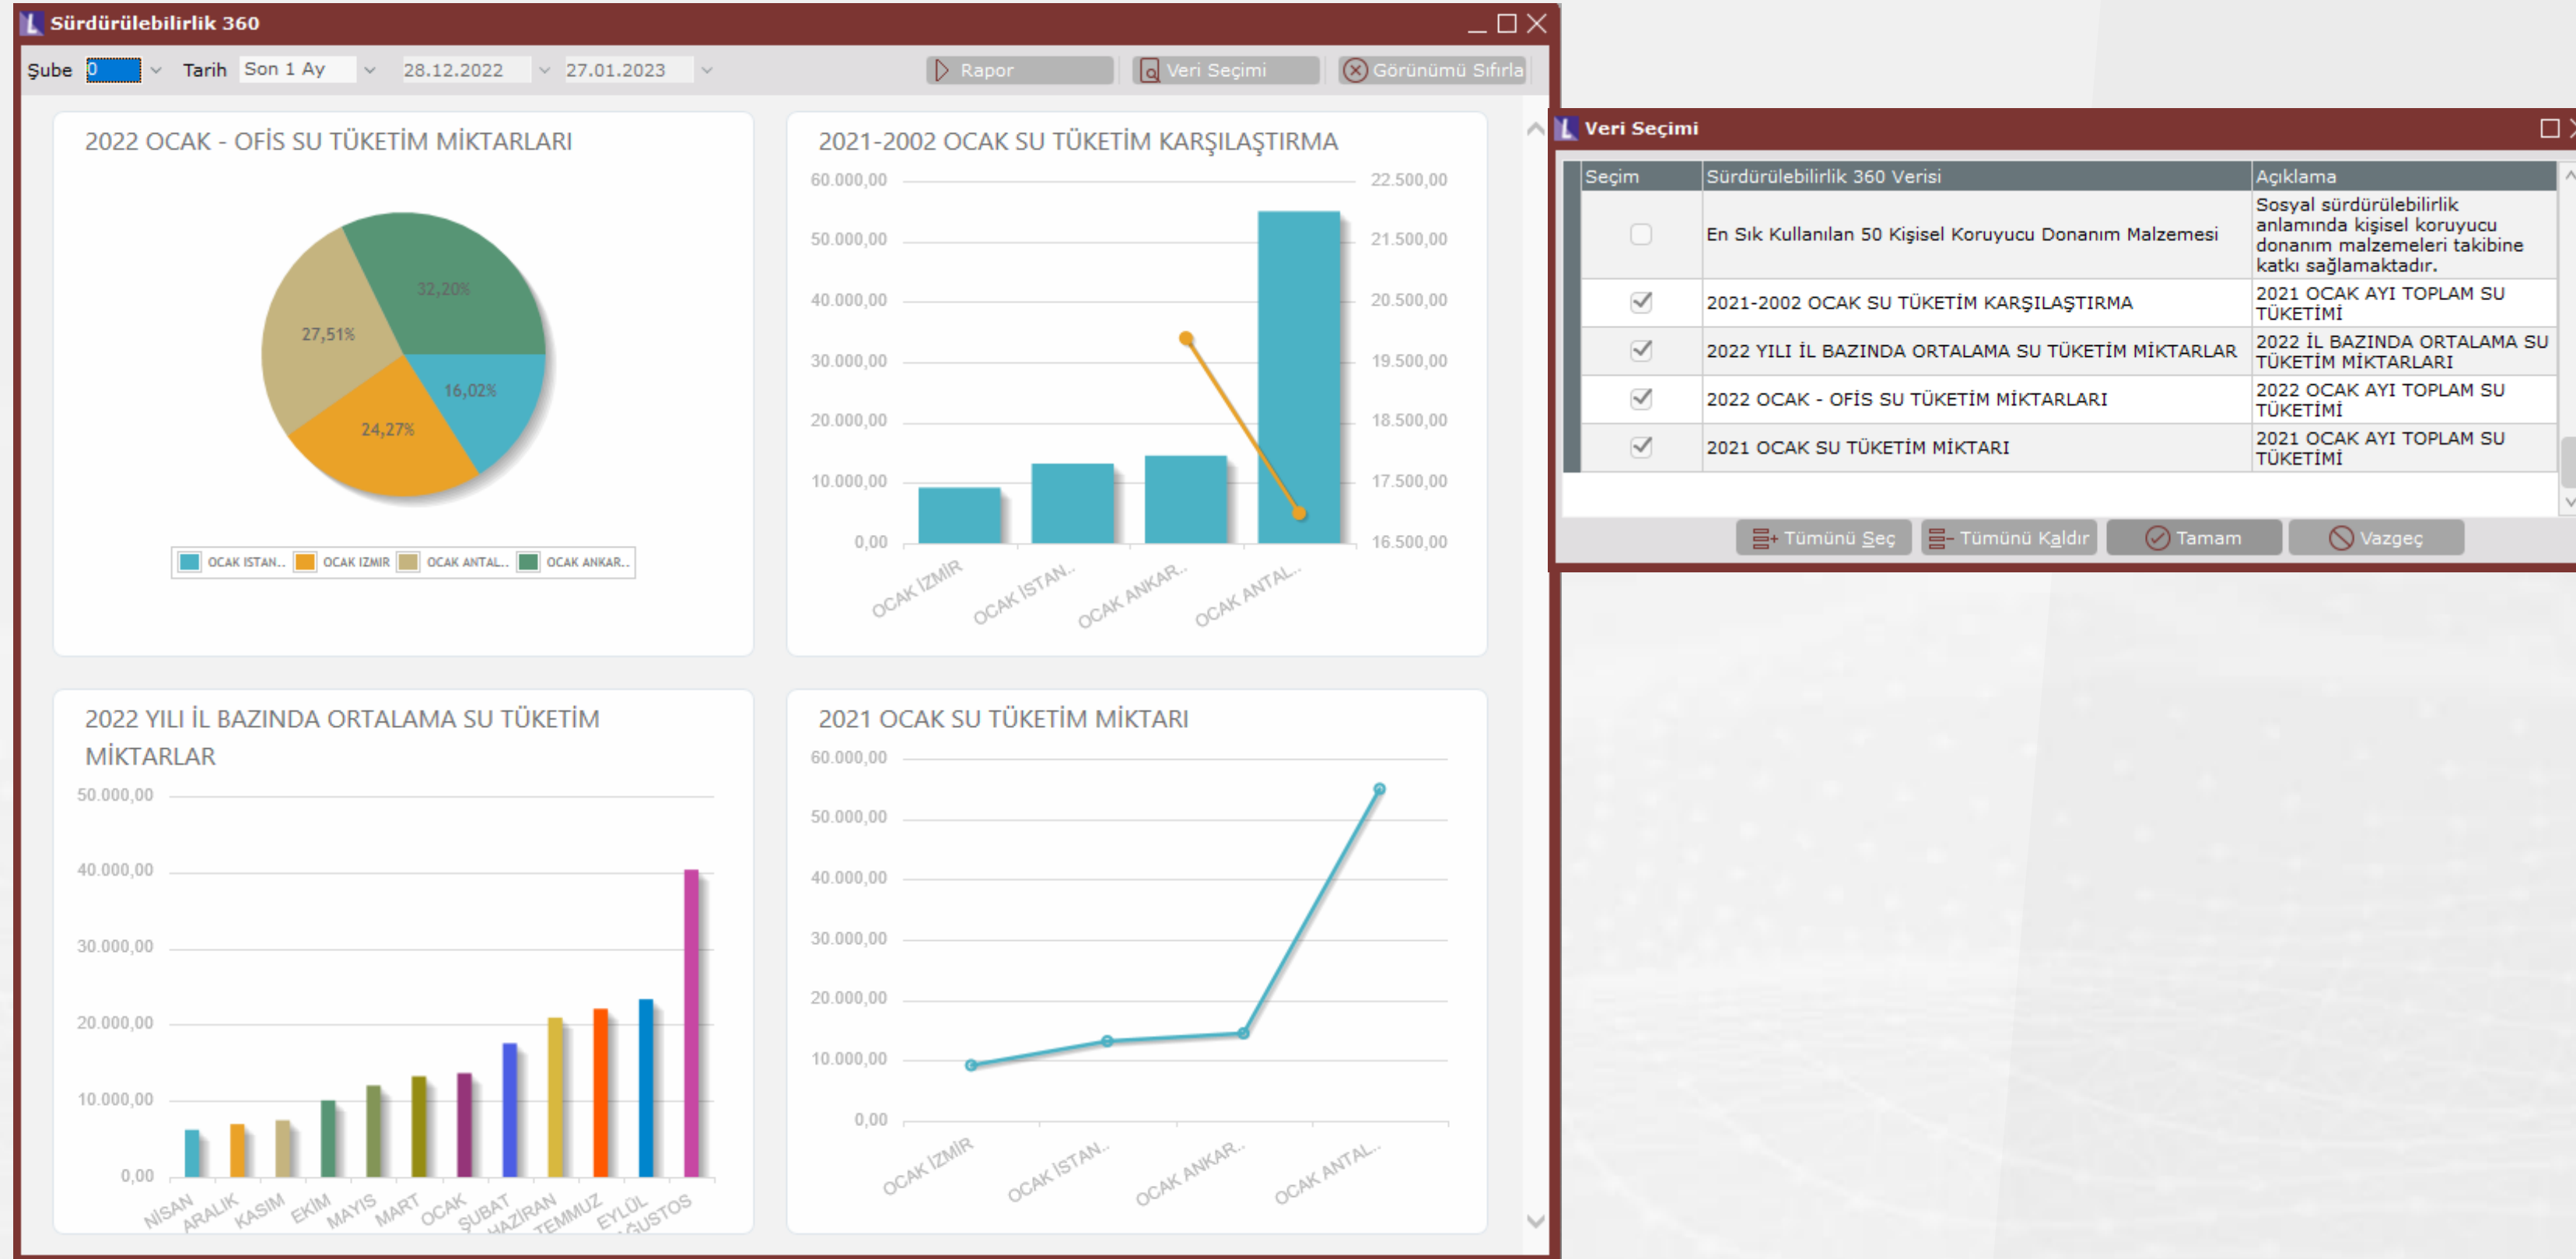 Sürdürülebilirlik 360
Şube 0 Tarih Son 1 Ay 28.12.2022 27.01.2023 Rapor Veri Seçimi Görünümü Sıfırla
2022 OCAK - OFİS SU TÜKETİM MİKTARLARI
32,20%
27,51%
16,02%
24,27%
OCAK ISTAN.. OCAK IZMIR OCAK ANTAL.. OCAK ANKAR..
2021-2002 OCAK SU TÜKETİM KARŞILAŞTIRMA
60.000,00 22.500,00
50.000,00 21.500,00
40.000,00 20.500,00
30.000,00 19.500,00
20.000,00 18.500,00
10.000,00 17.500,00
0,00 16.500,00
OCAK İZMİR OCAK İSTAN.. OCAK ANKAR.. OCAK ANTAL..
2022 YILI İL BAZINDA ORTALAMA SU TÜKETİM
MİKTARLAR
50.000,00
40.000,00
30.000,00
20.000,00
10.000,00
0,00
NİSAN ARALIK KASIM EKİM MAYIS MART OCAK ŞUBAT HAZİRAN TEMMUZ EYLÜL AĞUSTOS
2021 OCAK SU TÜKETİM MİKTARI
60.000,00
50.000,00
40.000,00
30.000,00
20.000,00
10.000,00
0,00
OCAK İZMİR OCAK İSTAN.. OCAK ANKAR.. OCAK ANTAL..
Veri Seçimi
Seçim Sürdürülebilirlik 360 Verisi Açıklama
En Sık Kullanılan 50 Kişisel Koruyucu Donanım Malzemesi
Sosyal sürdürülebilirlik
anlamında kişisel koruyucu
donanım malzemeleri takibine
katkı sağlamaktadır.
2021-2002 OCAK SU TÜKETİM KARŞILAŞTIRMA
2021 OCAK AYI TOPLAM SU
TÜKETİMİ
2022 YILI İL BAZINDA ORTALAMA SU TÜKETİM MİKTARLAR
2022 İL BAZINDA ORTALAMA SU
TÜKETİM MİKTARLARI
2022 OCAK - OFİS SU TÜKETİM MİKTARLARI
2022 OCAK AYI TOPLAM SU
TÜKETİMİ
2021 OCAK SU TÜKETİM MİKTARI
2021 OCAK AYI TOPLAM SU
TÜKETİMİ
Tümünü Seç Tümünü Kaldır Tamam Vazgeç